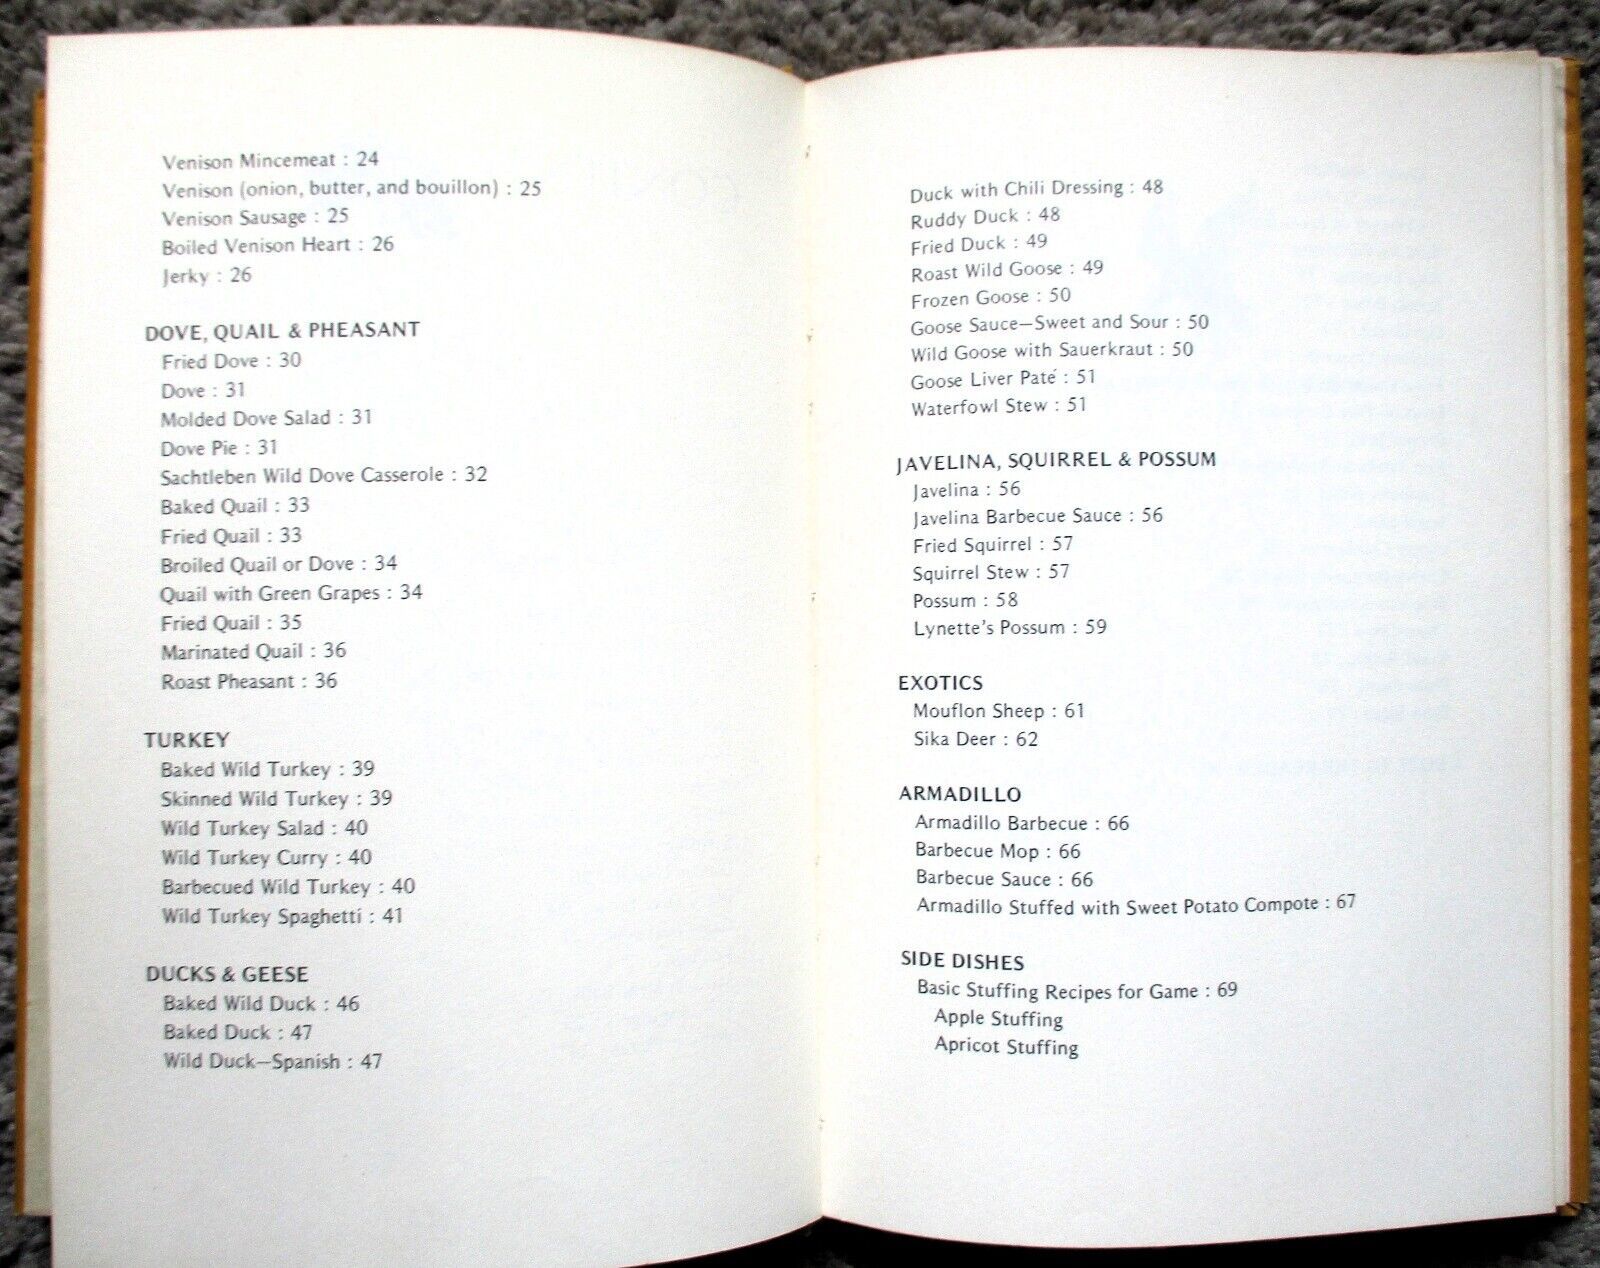 Venison Mincemeat : 24
Venison (onion, butter, and bouillon) : 25
Venison Sausage : 25
Boiled Venison Heart : 26
Jerky : 26
DOVE, QUAIL & PHEASANT
Fried Dove : 30
Dove : 31
Molded Dove Salad : 31
Dove Pie : 31
Sachtleben Wild Dove Casserole : 32
Baked Quail : 33
Fried Quail : 33
Broiled Quail or Dove : 34
Quail with Green Grapes : 34
Fried Quail : 35
Marinated Quail : 36
Roast Pheasant : 36
TURKEY
Baked Wild Turkey : 39
Skinned Wild Turkey : 39
Wild Turkey Salad : 40
Wild Turkey Curry : 40
Barbecued Wild Turkey : 40
Wild Turkey Spaghetti : 41
DUCKS & GEESE
Baked Wild Duck : 46
Baked Duck : 47
Wild Duck—Spanish : 47
Duck with Chili Dressing : 48
Ruddy Duck : 48
Fried Duck : 49
Roast Wild Goose : 49
Frozen Goose : 50
Goose Sauce—Sweet and Sour : 50
Wild Goose with Sauerkraut : 50
Goose Liver Paté : 51
Waterfowl Stew : 51
JAVELINA, SQUIRREL & POSSUM
Javelina : 56
Javelina Barbecue Sauce : 56
Fried Squirrel : 57
Squirrel Stew : 57
Possum : 58
Lynette's Possum : 59
EXOTICS
Mouflon Sheep : 61
Sika Deer : 62
ARMADILLO
Armadillo Barbecue : 66
Barbecue Mop : 66
Barbecue Sauce : 66
Armadillo Stuffed with Sweet Potato Compote : 67
SIDE DISHES
Basic Stuffing Recipes for Game : 69
Apple Stuffing
Apricot Stuffing